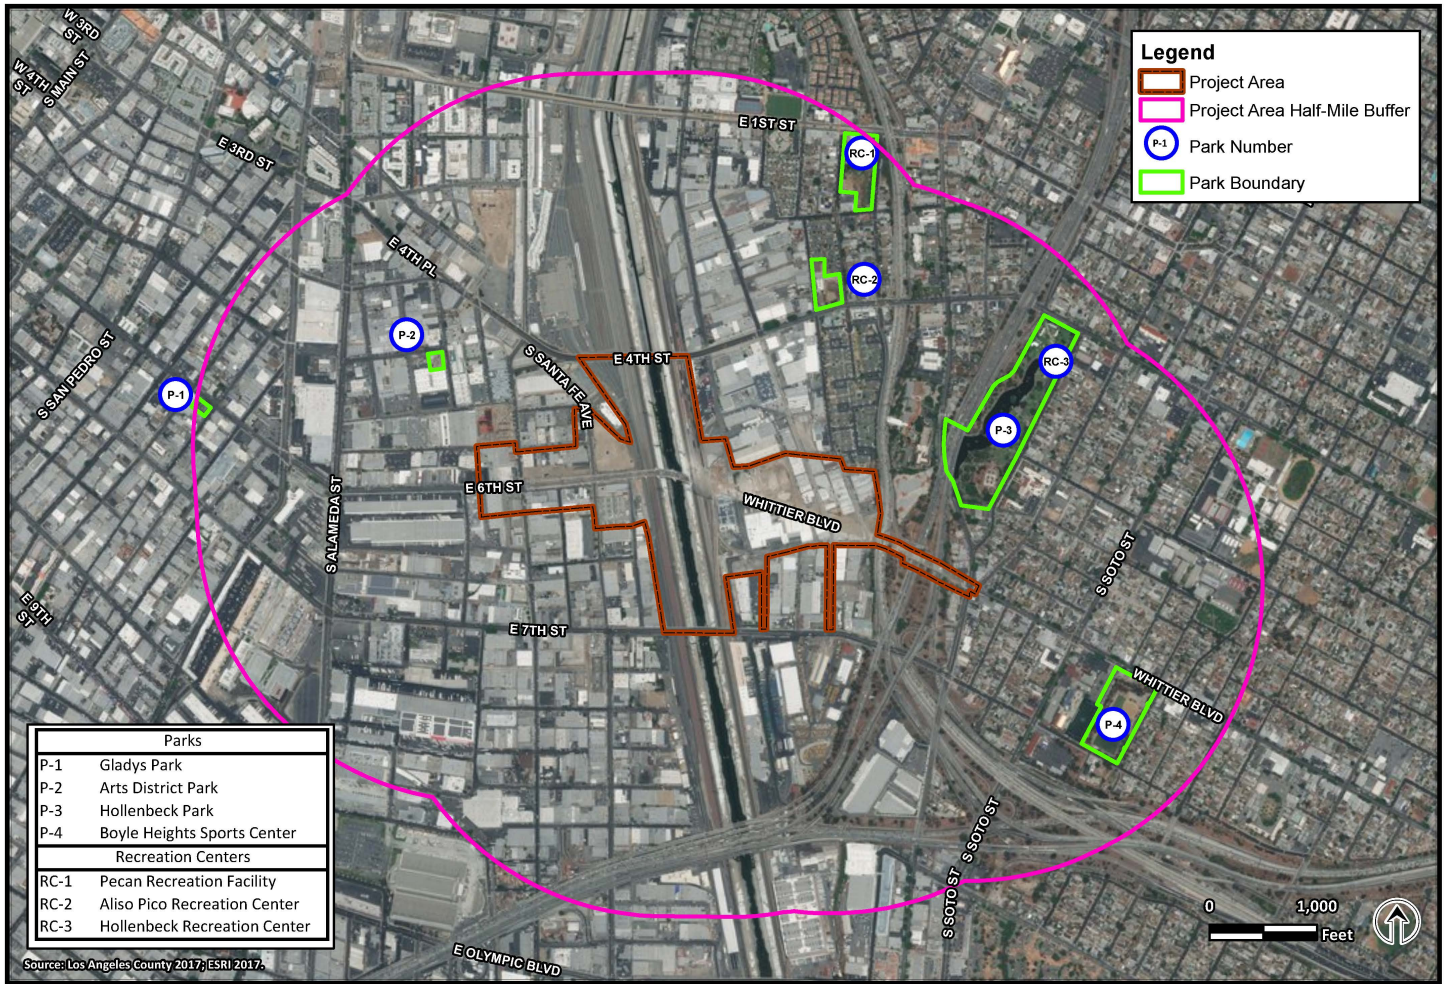 W 3RD
ST
W 4TH
ST
S MAIN ST
E 3RD ST
E 1ST ST
Legend
Project Area
Project Area Half-Mile Buffer
P-1
Park Number
Park Boundary
RC-1
E 4TH PL
RC-2
P-2
S SAN PEDRO ST
P-1
S SANTA FE AVE
E 4TH ST
RC-3
P-3
E 6TH ST
WHITTIER BLVD
S ALAMEDA ST
S SOTO ST
E 9TH
ST
E 7TH ST
WHITTIER BLVD
P-4
Parks
P-1 Gladys Park
P-2 Arts District Park
P-3 Hollenbeck Park
P-4 Boyle Heights Sports Center
Recreation Centers
RC-1 Pecan Recreation Facility
RC-2 Aliso Pico Recreation Center
RC-3 Hollenbeck Recreation Center
S SOTO ST
S SOTO ST
0 1,000
Feet
E OLYMPIC BLVD
Source: Los Angeles County 2017; ESRI 2017.